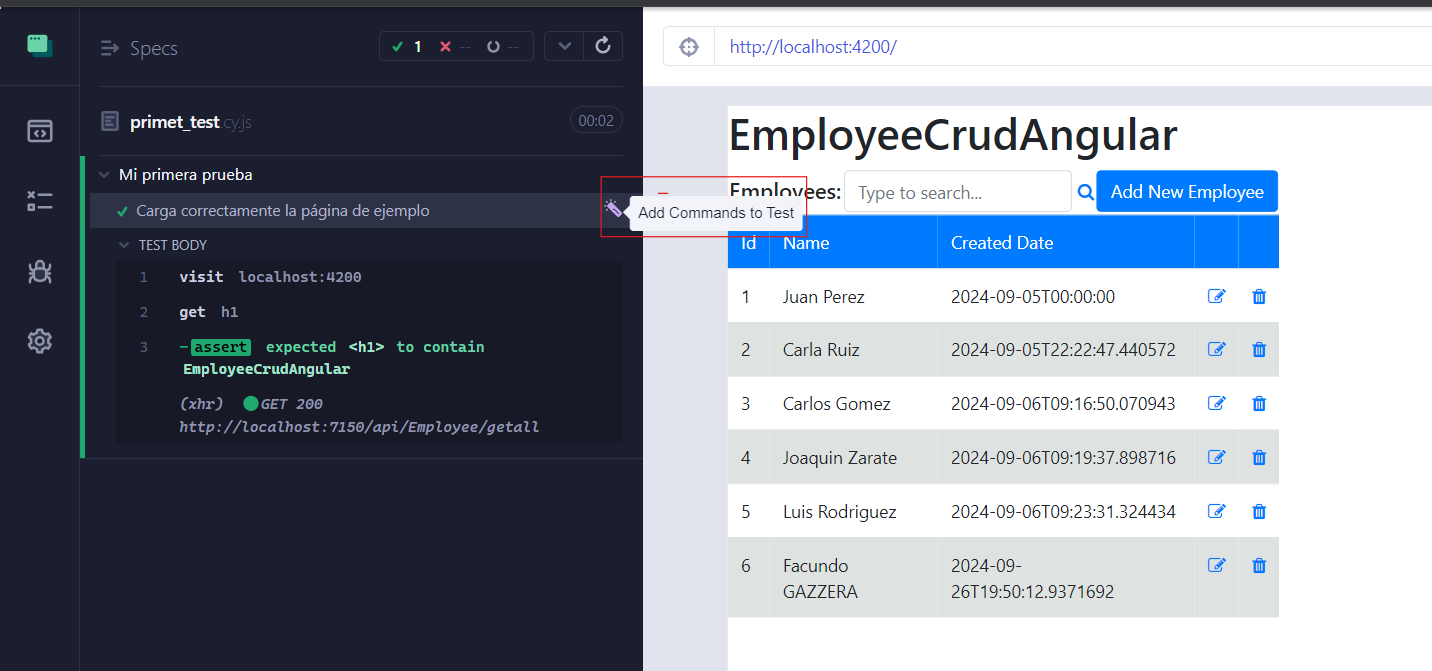 Specs
1 -- --
primet_test.cy.js
00:02
Mi primera prueba
Carga correctamente la página de ejemplo
TEST BODY
1 visit localhost:4200
2 get h1
3 -assert expected <h1> to contain
EmployeeCrudAngular
(xhr) GET 200
http://localhost:7150/api/Employee/getall
Add Commands to Test
http://localhost:4200/
EmployeeCrudAngular
Employees: Type to search... Add New Employee
Id Name Created Date
1 Juan Perez 2024-09-05T00:00:00
2 Carla Ruiz 2024-09-05T22:22:47.440572
3 Carlos Gomez 2024-09-06T09:16:50.070943
4 Joaquin Zarate 2024-09-06T09:19:37.898716
5 Luis Rodriguez 2024-09-06T09:23:31.324434
6 Facundo 2024-09-
GAZZERA 26T19:50:12.9371692